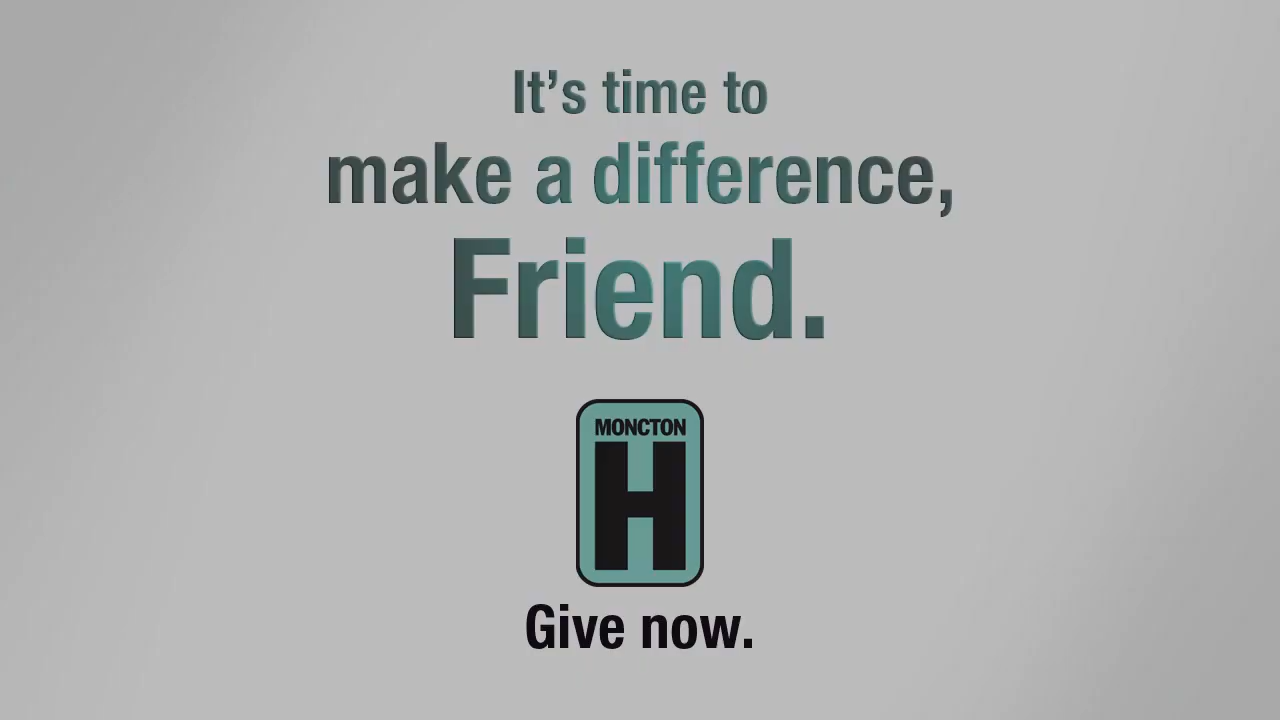 It’s time to
make a difference,
Friend.
MONCTON
H
Give now.